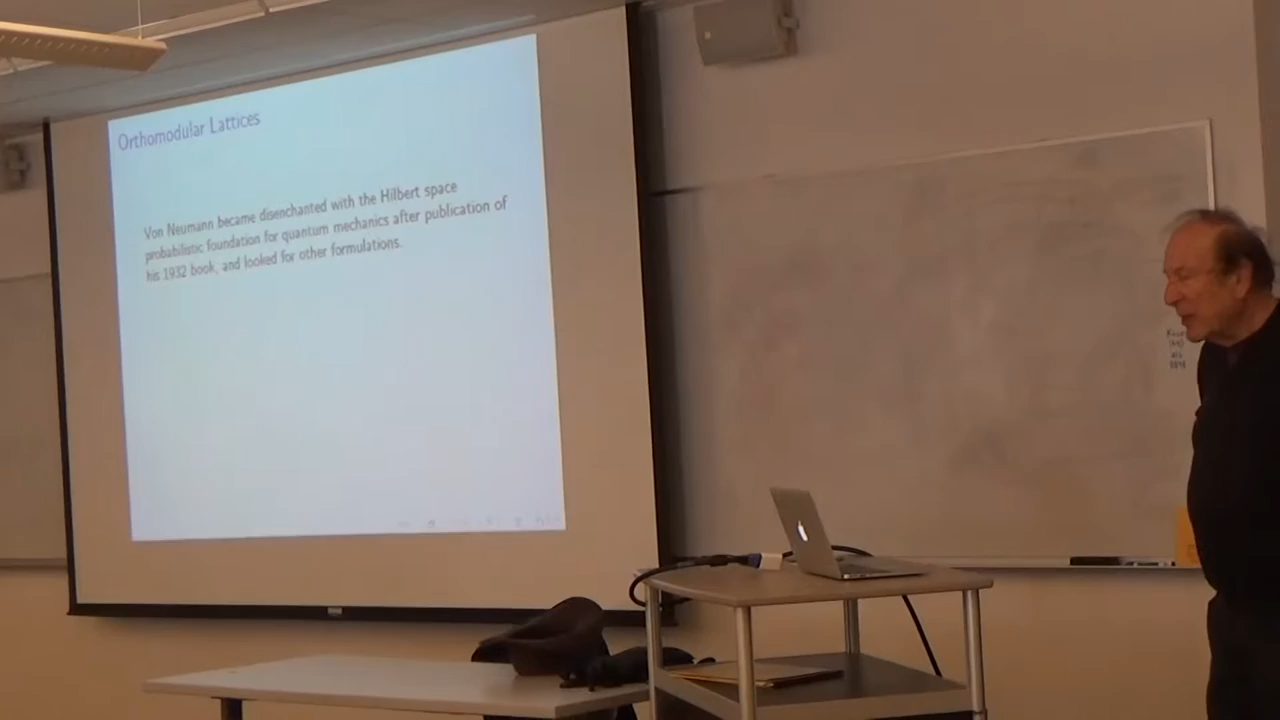 Orthomodular Lattices
Von Neumann became disenchanted with the Hilbert space
probabilistic foundation for quantum mechanics after publication of
his 1932 book, and looked for other formulations.